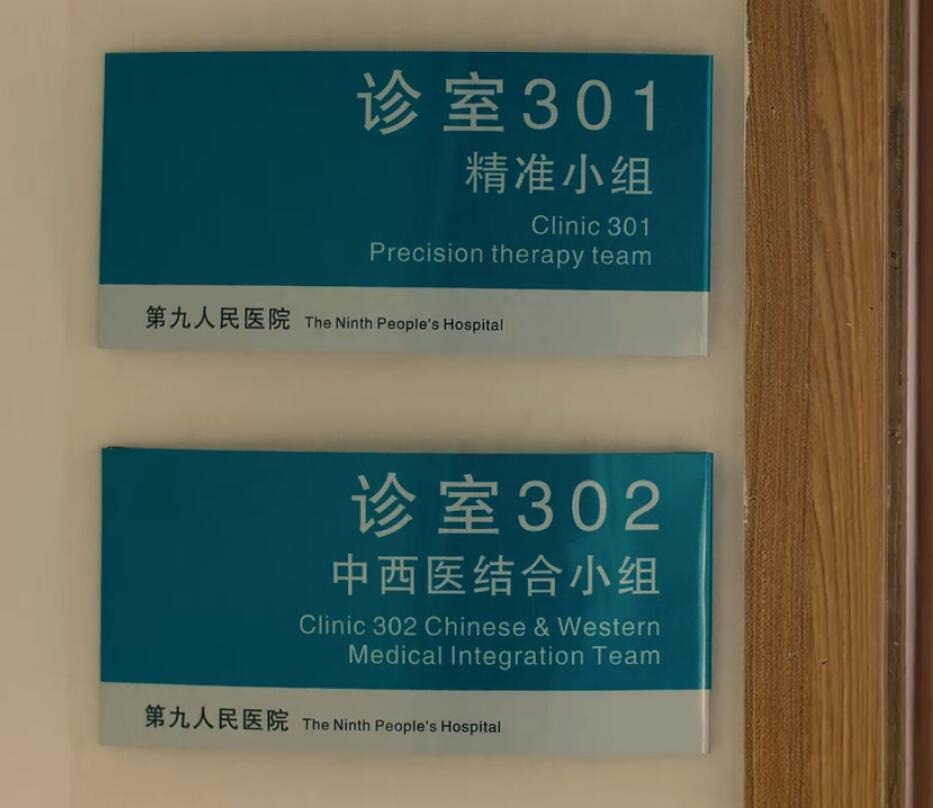 诊室301
精准小组
Clinic 301
Precision therapy team
第九人民医院 The Ninth People's Hospital
诊室302
中西医结合小组
Clinic 302 Chinese & Western
Medical Integration Team
第九人民医院 The Ninth People's Hospital